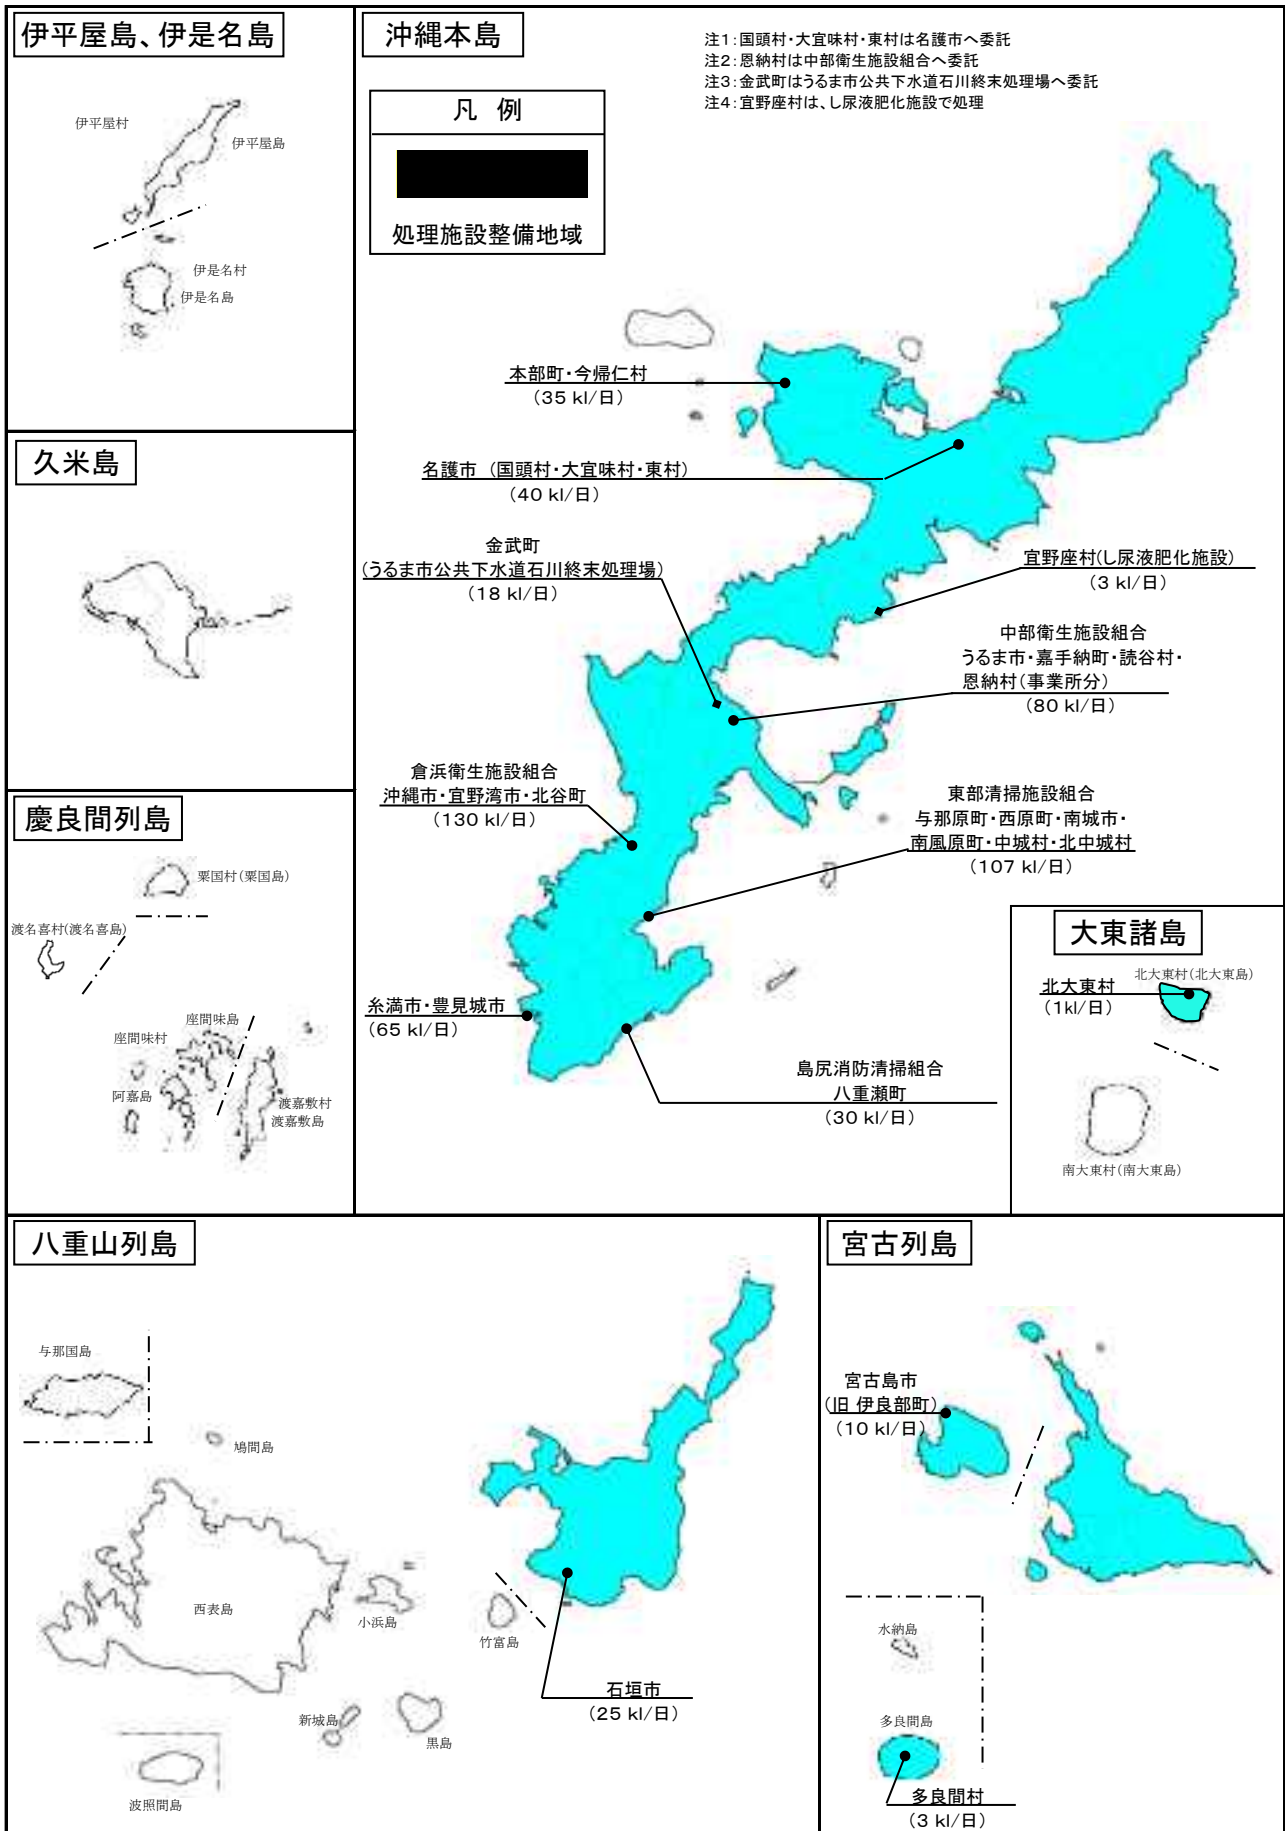 伊平屋島、伊是名島
伊平屋村
伊平屋島
伊是名村
伊是名島
久米島
慶良間列島
粟国村(粟国島)
渡名喜村(渡名喜島)
座間味島
座間味村
阿嘉島
渡嘉敷村
渡嘉敷島
沖縄本島
凡 例
処理施設整備地域
注1：国頭村・大宜味村・東村は名護市へ委託
注2：恩納村は中部衛生施設組合へ委託
注3：金武町はうるま市公共下水道石川終末処理場へ委託
注4：宜野座村は、し尿液肥化施設で処理
本部町・今帰仁村
(35 kl/日)
名護市 (国頭村・大宜味村・東村)
(40 kl/日)
金武町
(うるま市公共下水道石川終末処理場)
(18 kl/日)
宜野座村(し尿液肥化施設)
(3 kl/日)
中部衛生施設組合
うるま市・嘉手納町・読谷村・
恩納村(事業所分)
(80 kl/日)
倉浜衛生施設組合
沖縄市・宜野湾市・北谷町
(130 kl/日)
東部清掃施設組合
与那原町・西原町・南城市・
南風原町・中城村・北中城村
(107 kl/日)
糸満市・豊見城市
(65 kl/日)
島尻消防清掃組合
八重瀬町
(30 kl/日)
大東諸島
北大東村(北大東島)
北大東村
(1kl/日)
南大東村(南大東島)
八重山列島
与那国島
鳩間島
西表島
小浜島
竹富島
新城島
黒島
波照間島
石垣市
(25 kl/日)
宮古列島
宮古島市
(旧 伊良部町)
(10 kl/日)
水納島
多良間島
多良間村
(3 kl/日)